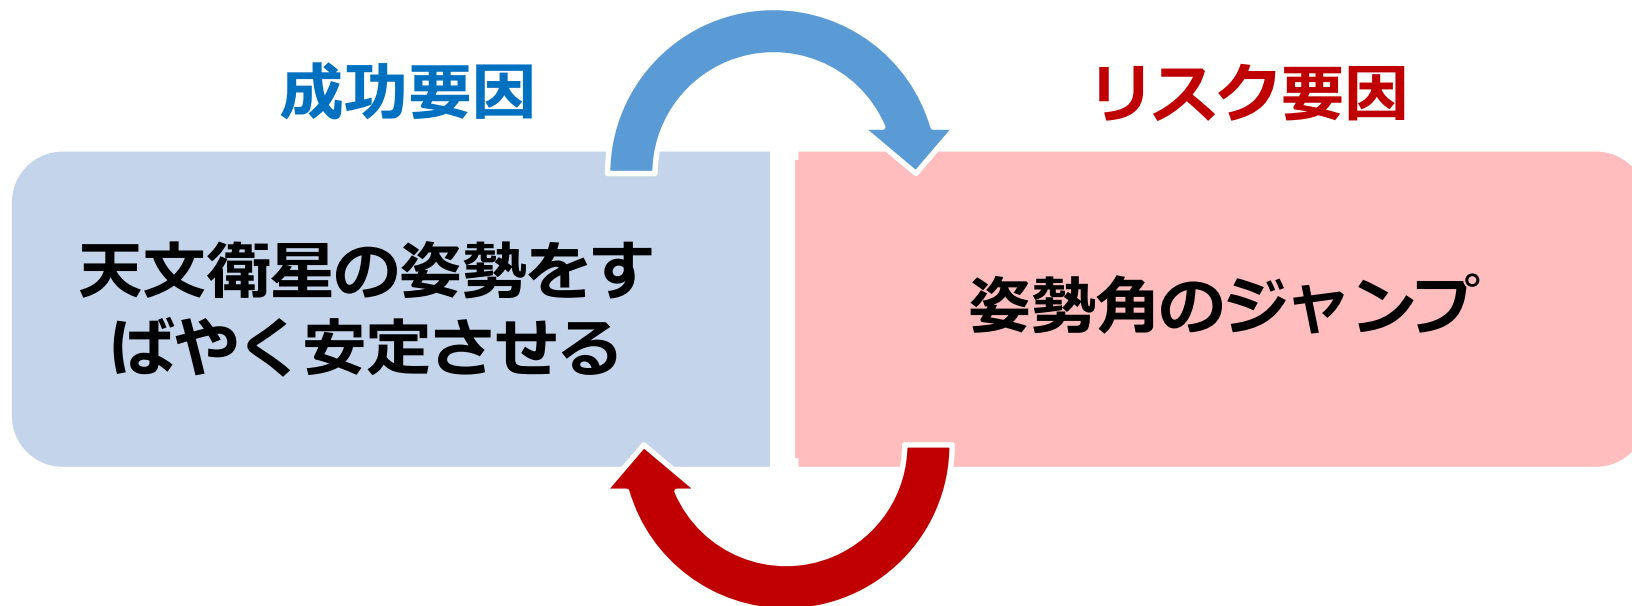 成功要因
リスク要因
天文衛星の姿勢をす
ばやく安定させる
姿勢角のジャンプ